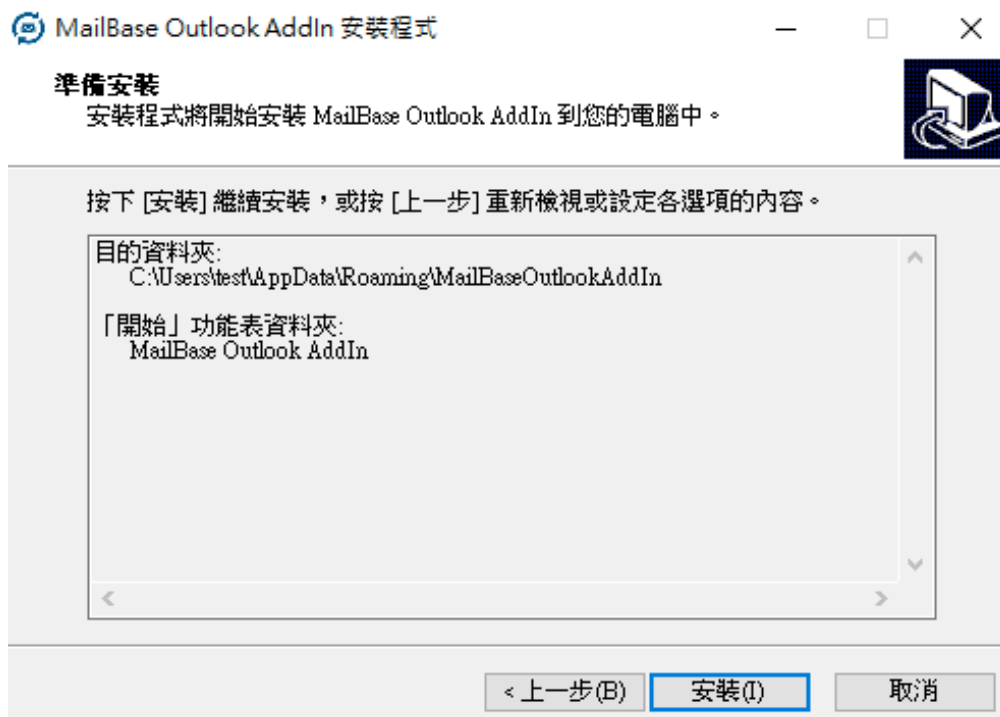 MailBase Outlook AddIn 安裝程式
準備安裝
安裝程式將開始安裝 MailBase Outlook AddIn 到您的電腦中。
按下 [安裝] 繼續安裝，或按 [上一步] 重新檢視或設定各選項的內容。
目的資料夾:
C:\Users\test\AppData\Roaming\MailBaseOutlookAddIn
「開始」功能表資料夾:
MailBase Outlook AddIn
<上一步(B)
安裝(I)
取消